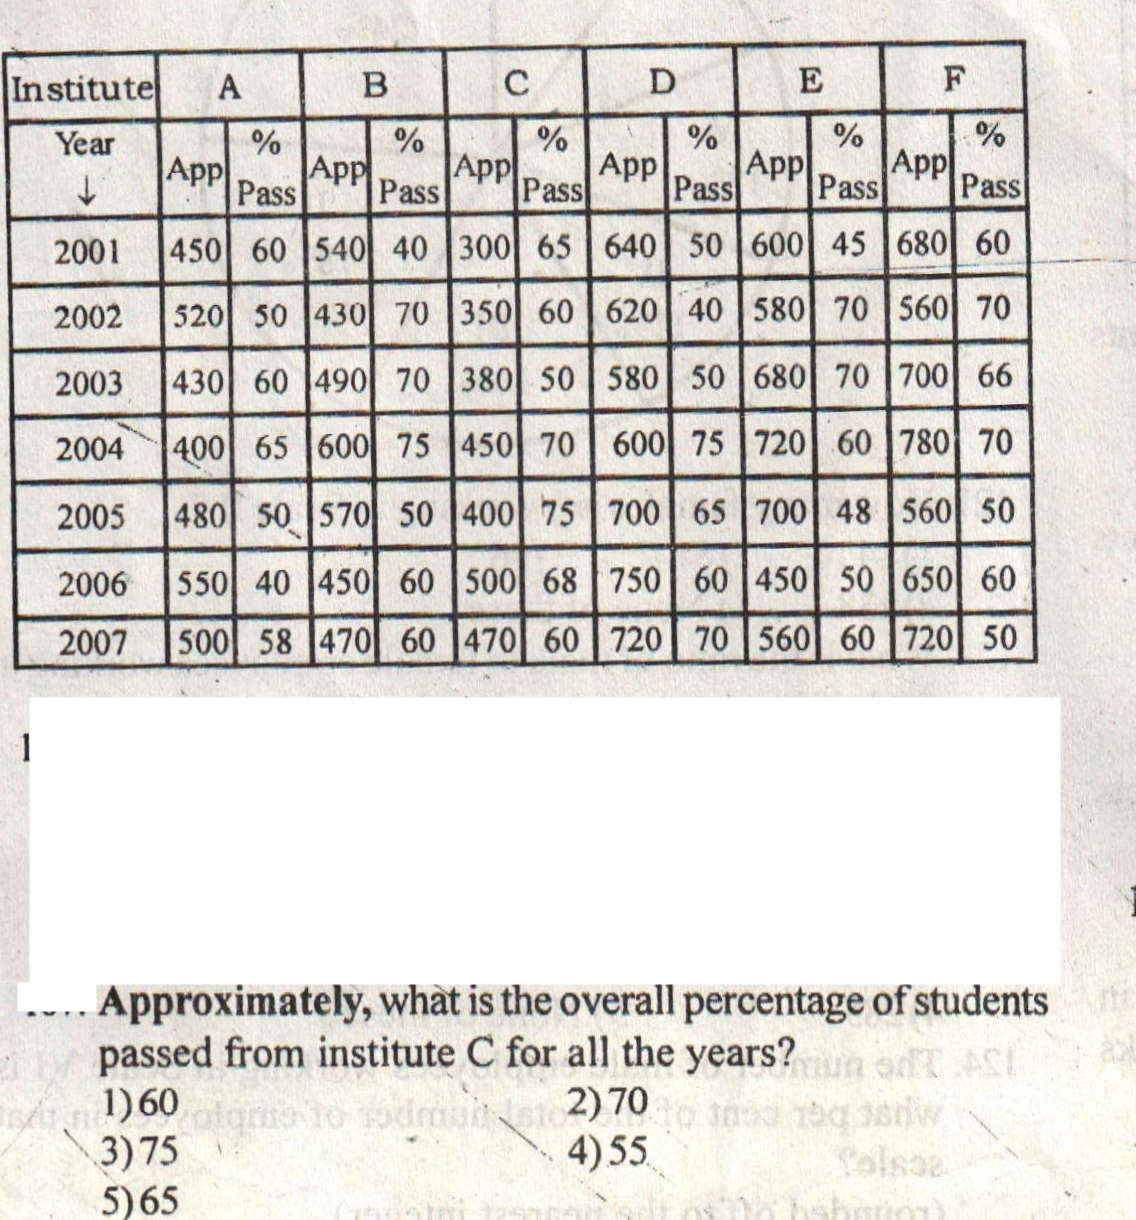 Institute A B C D E F
Year ↓ App % Pass App % Pass App % Pass App % Pass App % Pass App % Pass
2001 450 60 540 40 300 65 640 50 600 45 680 60
2002 520 50 430 70 350 60 620 40 580 70 560 70
2003 430 60 490 70 380 50 580 50 680 70 700 66
2004 400 65 600 75 450 70 600 75 720 60 780 70
2005 480 50 570 50 400 75 700 65 700 48 560 50
2006 550 40 450 60 500 68 750 60 450 50 650 60
2007 500 58 470 60 470 60 720 70 560 60 720 50
Approximately, what is the overall percentage of students
passed from institute C for all the years?
1) 60 2) 70
3) 75 4) 55
5) 65